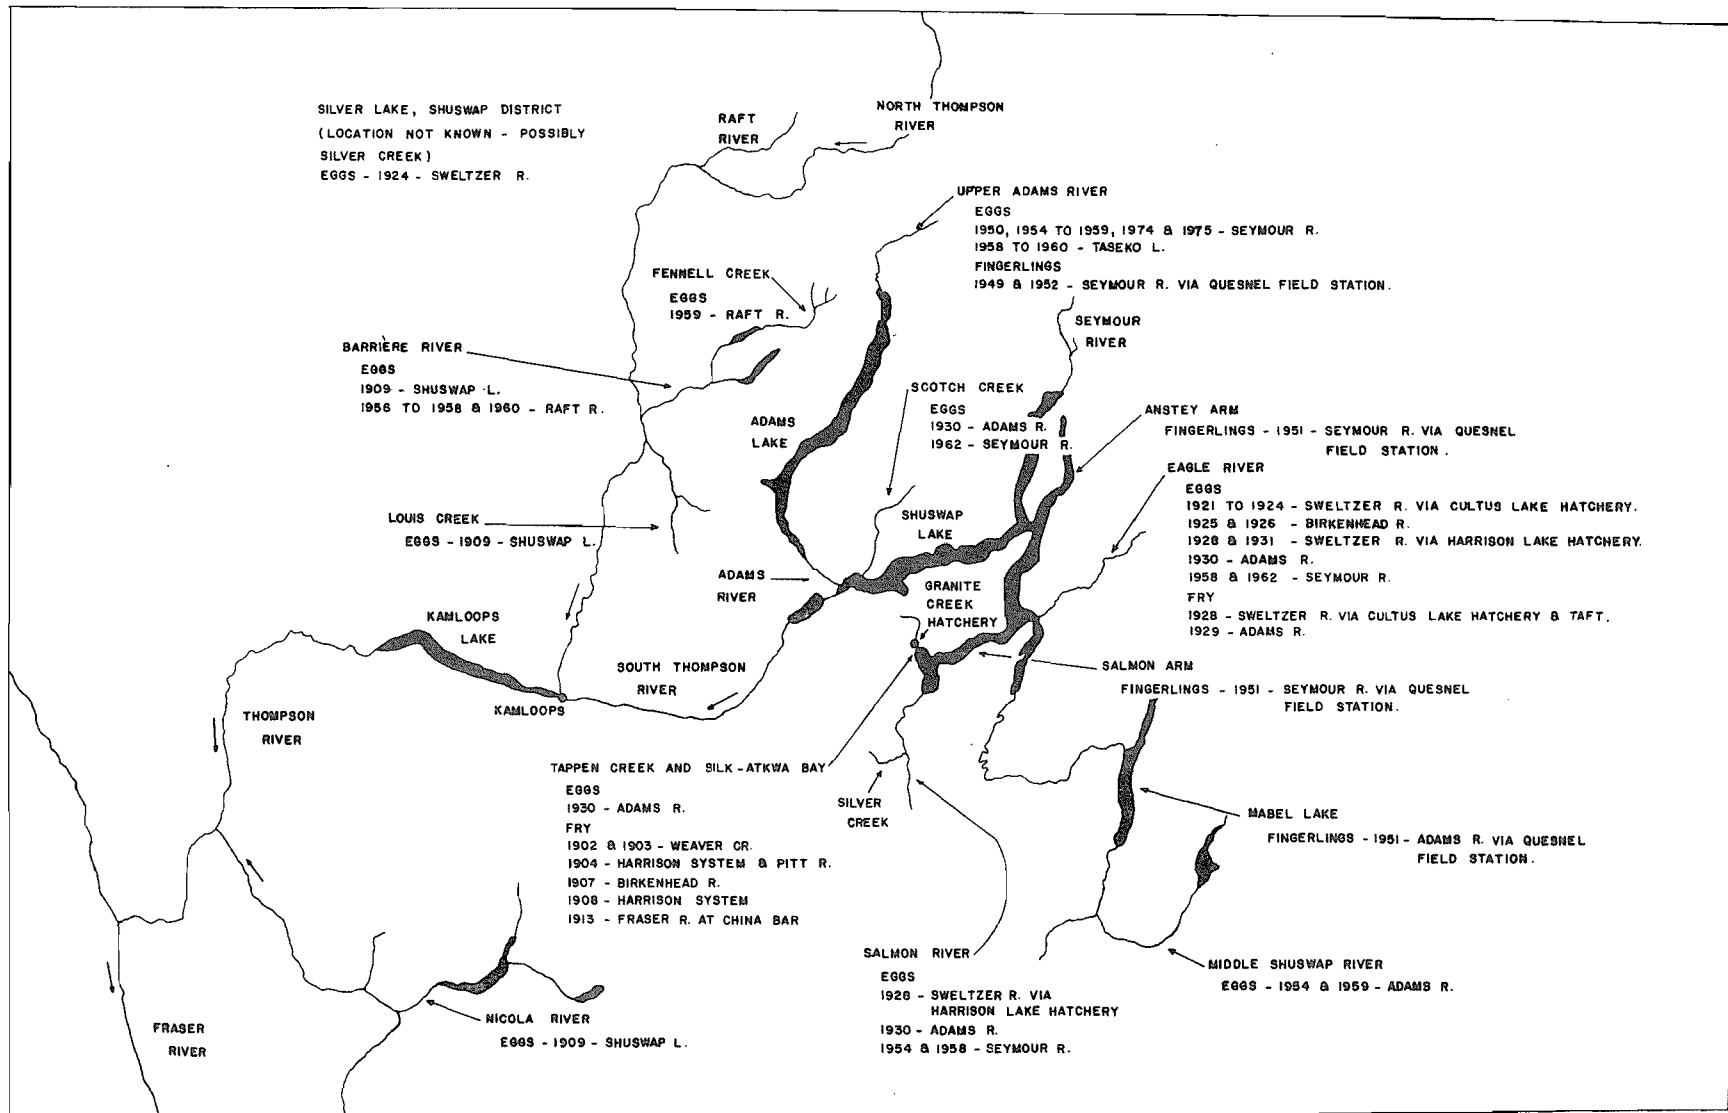 SILVER LAKE, SHUSWAP DISTRICT
(LOCATION NOT KNOWN - POSSIBLY
SILVER CREEK)
EGGS - 1924 - SWELTZER R.
RAFT
RIVER
NORTH THOMPSON
RIVER
UPPER ADAMS RIVER
EGGS
1950, 1954 TO 1959, 1974 & 1975 - SEYMOUR R.
1958 TO 1960 - TASEKO L.
FINGERLINGS
1949 & 1952 - SEYMOUR R. VIA QUESNEL FIELD STATION.
FENNELL CREEK
EGGS
1959 - RAFT R.
SEYMOUR
RIVER
BARRIÈRE RIVER
EGGS
1909 - SHUSWAP L.
1956 TO 1958 & 1960 - RAFT R.
ADAMS
LAKE
SCOTCH CREEK
EGGS
1930 - ADAMS R.
1962 - SEYMOUR R.
ANSTEY ARM
FINGERLINGS - 1951 - SEYMOUR R. VIA QUESNEL
FIELD STATION.
EAGLE RIVER
EGGS
1921 TO 1924 - SWELTZER R. VIA CULTUS LAKE HATCHERY.
1925 & 1926 - BIRKENHEAD R.
1928 & 1931 - SWELTZER R. VIA HARRISON LAKE HATCHERY.
1930 - ADAMS R.
1958 & 1962 - SEYMOUR R.
FRY
1928 - SWELTZER R. VIA CULTUS LAKE HATCHERY & TAFT.
1929 - ADAMS R.
LOUIS CREEK
EGGS - 1909 - SHUSWAP L.
SHUSWAP
LAKE
ADAMS
RIVER
GRANITE
CREEK
HATCHERY
KAMLOOPS
LAKE
SOUTH THOMPSON
RIVER
KAMLOOPS
SALMON ARM
FINGERLINGS - 1951 - SEYMOUR R. VIA QUESNEL
FIELD STATION.
THOMPSON
RIVER
TAPPEN CREEK AND SILK-ATKWA BAY
EGGS
1930 - ADAMS R.
FRY
1902 & 1903 - WEAVER CR.
1904 - HARRISON SYSTEM & PITT R.
1907 - BIRKENHEAD R.
1908 - HARRISON SYSTEM
1913 - FRASER R. AT CHINA BAR
SILVER
CREEK
MABEL LAKE
FINGERLINGS - 1951 - ADAMS R. VIA QUESNEL
FIELD STATION.
SALMON RIVER
EGGS
1928 - SWELTZER R. VIA
HARRISON LAKE HATCHERY
1930 - ADAMS R.
1954 & 1958 - SEYMOUR R.
MIDDLE SHUSWAP RIVER
EGGS - 1954 & 1959 - ADAMS R.
NICOLA RIVER
EGGS - 1909 - SHUSWAP L.
FRASER
RIVER